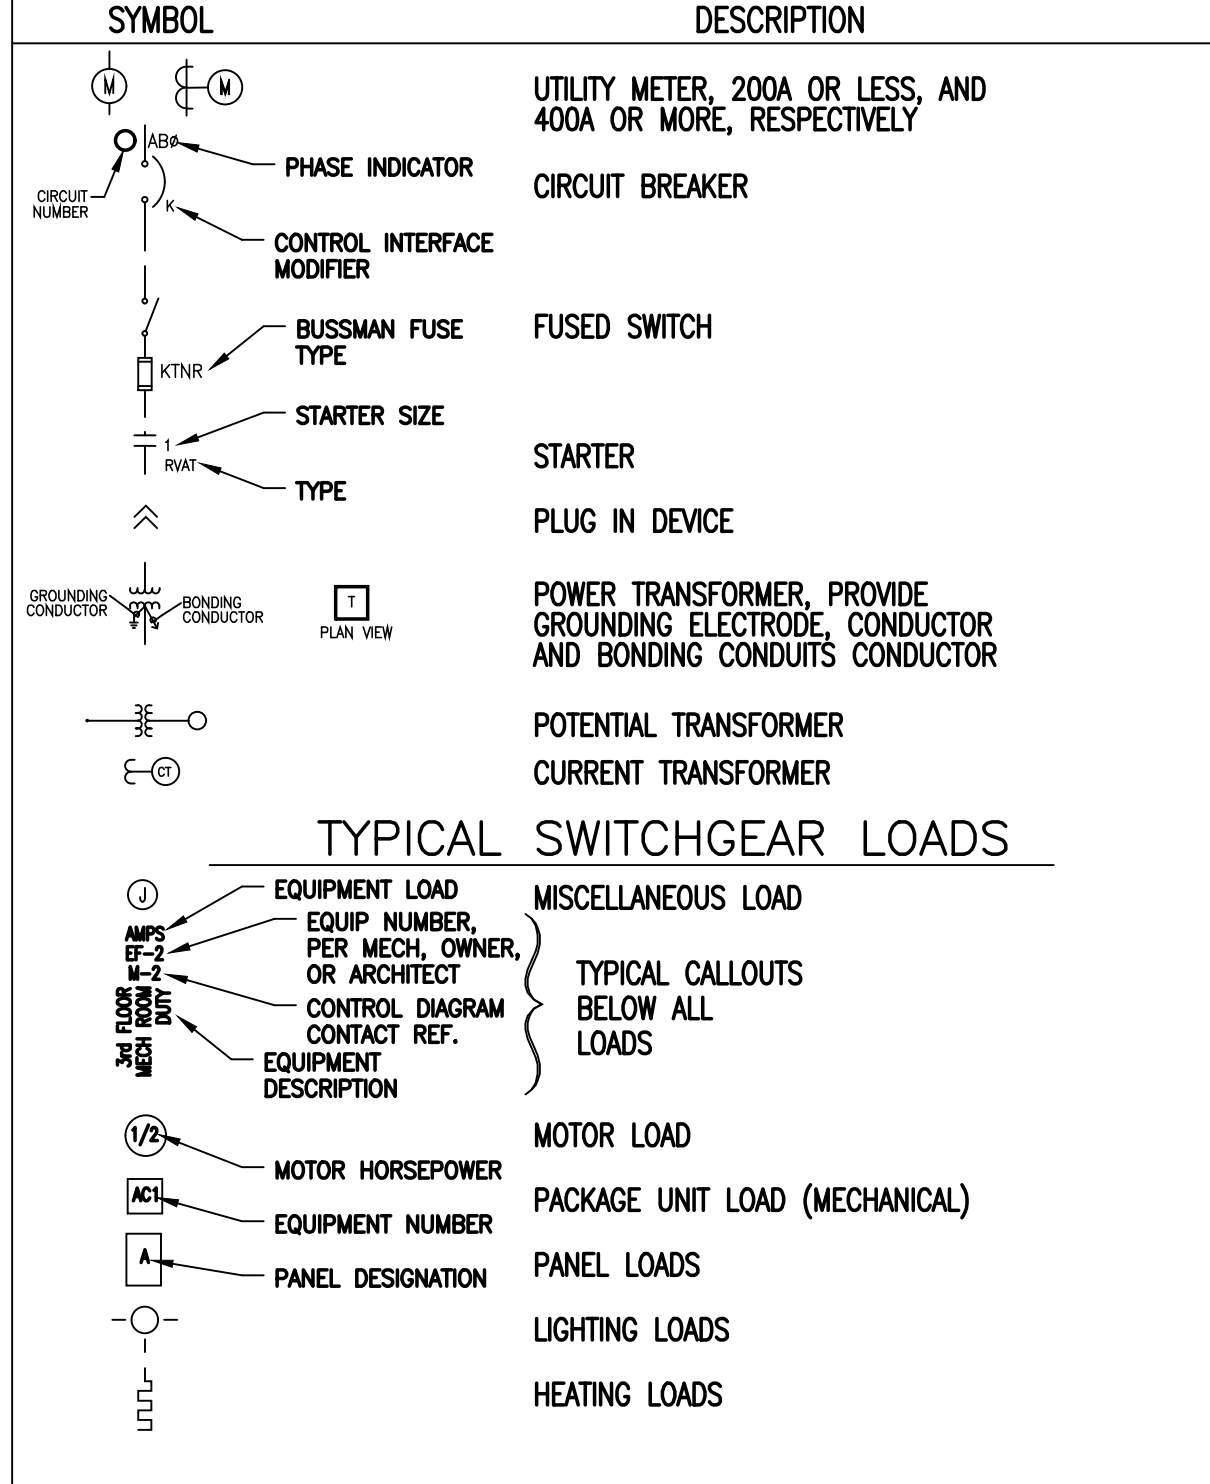 SYMBOL DESCRIPTION
M M UTILITY METER, 200A OR LESS, AND
400A OR MORE, RESPECTIVELY
ABø
PHASE INDICATOR
CIRCUIT
NUMBER
CIRCUIT BREAKER
K
CONTROL INTERFACE
MODIFIER
BUSSMAN FUSE
TYPE
FUSED SWITCH
KTNR
STARTER SIZE
1
RVAT
STARTER
TYPE
PLUG IN DEVICE
GROUNDING
CONDUCTOR
BONDING
CONDUCTOR
T
PLAN VIEW
POWER TRANSFORMER, PROVIDE
GROUNDING ELECTRODE, CONDUCTOR
AND BONDING CONDUITS CONDUCTOR
POTENTIAL TRANSFORMER
CT CURRENT TRANSFORMER
TYPICAL SWITCHGEAR LOADS
J
EQUIPMENT LOAD
MISCELLANEOUS LOAD
AMPS
EF-2
M-2
3rd FLOOR
MECH ROOM
DUTY
EQUIP NUMBER,
PER MECH, OWNER,
OR ARCHITECT
CONTROL DIAGRAM
CONTACT REF.
EQUIPMENT
DESCRIPTION
TYPICAL CALLOUTS
BELOW ALL
LOADS
1/2
MOTOR LOAD
MOTOR HORSEPOWER
AC1
PACKAGE UNIT LOAD (MECHANICAL)
EQUIPMENT NUMBER
A
PANEL LOADS
PANEL DESIGNATION
LIGHTING LOADS
HEATING LOADS